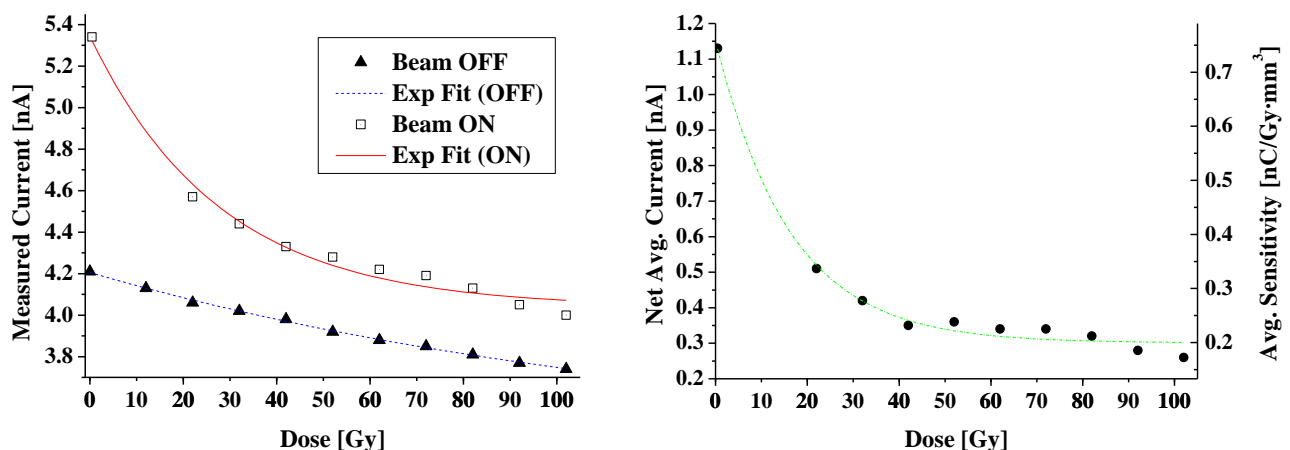 Measured Current [nA]
5.4
5.2
5.0
4.8
4.6
4.4
4.2
4.0
3.8
Beam OFF
Exp Fit (OFF)
Beam ON
Exp Fit (ON)
0 10 20 30 40 50 60 70 80 90 100
Dose [Gy]
Net Avg. Current [nA]
1.2
1.1
1.0
0.9
0.8
0.7
0.6
0.5
0.4
0.3
0.2
0 10 20 30 40 50 60 70 80 90 100
Dose [Gy]
0.7
0.6
0.5
0.4
0.3
0.2
Avg. Sensitivity [nC/Gy·mm³]